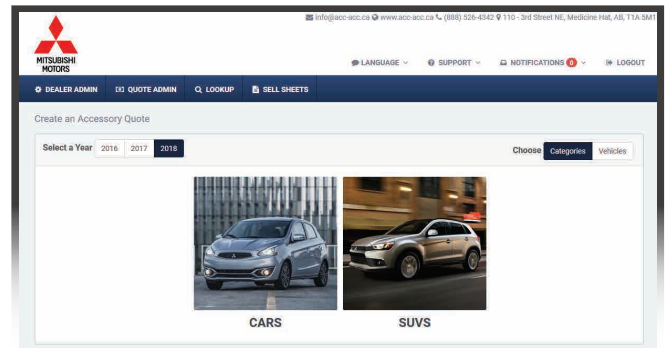 info@acc-acc.ca www.acc-acc.ca (888) 526-4342 110 - 3rd Street NE, Medicine Hat, AB, T1A 5M1
MITSUBISHI
MOTORS
LANGUAGE SUPPORT NOTIFICATIONS 0 LOGOUT
DEALER ADMIN QUOTE ADMIN LOOKUP SELL SHEETS
Create an Accessory Quote
Select a Year 2016 2017 2018 Choose Categories Vehicles
CARS SUVS